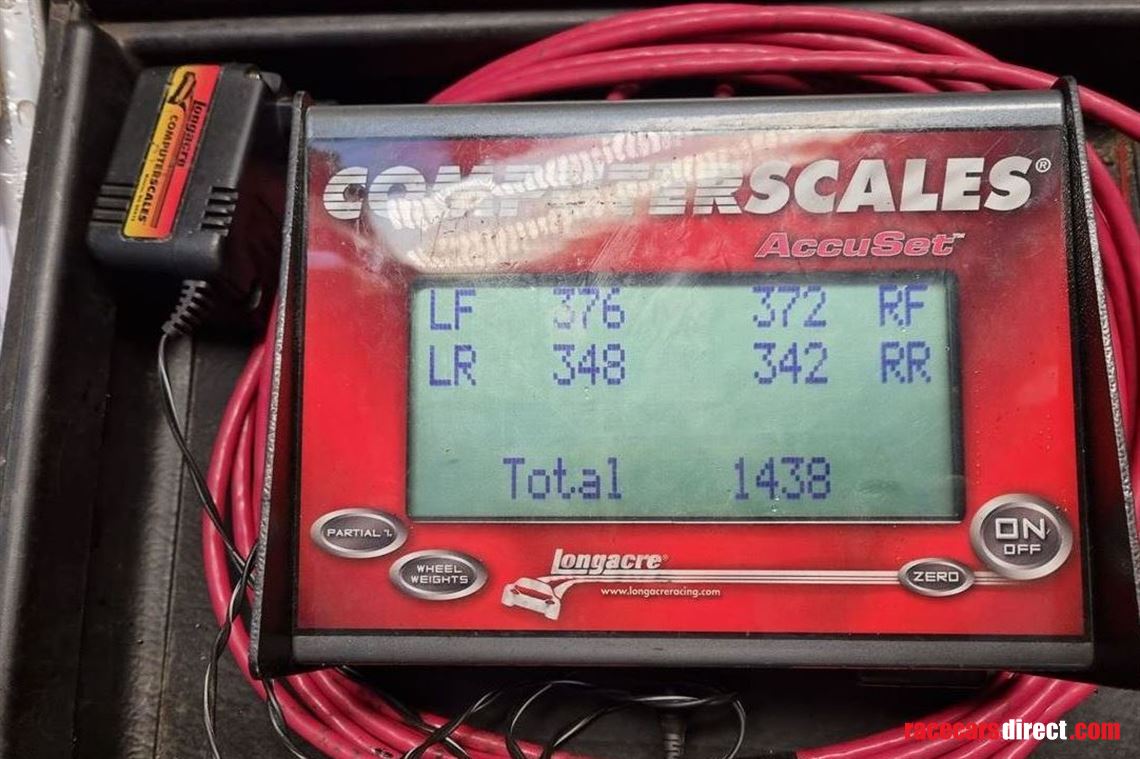 Longacre
COMPUTERSCALES
COMPUTERSCALES®
AccuSet™
LF 376 372 RF
LR 348 342 RR
Total 1438
PARTIAL %
WHEEL
WEIGHTS
Longacre®
www.longacreracing.com
ZERO
ON
OFF
racecarsdirect.com